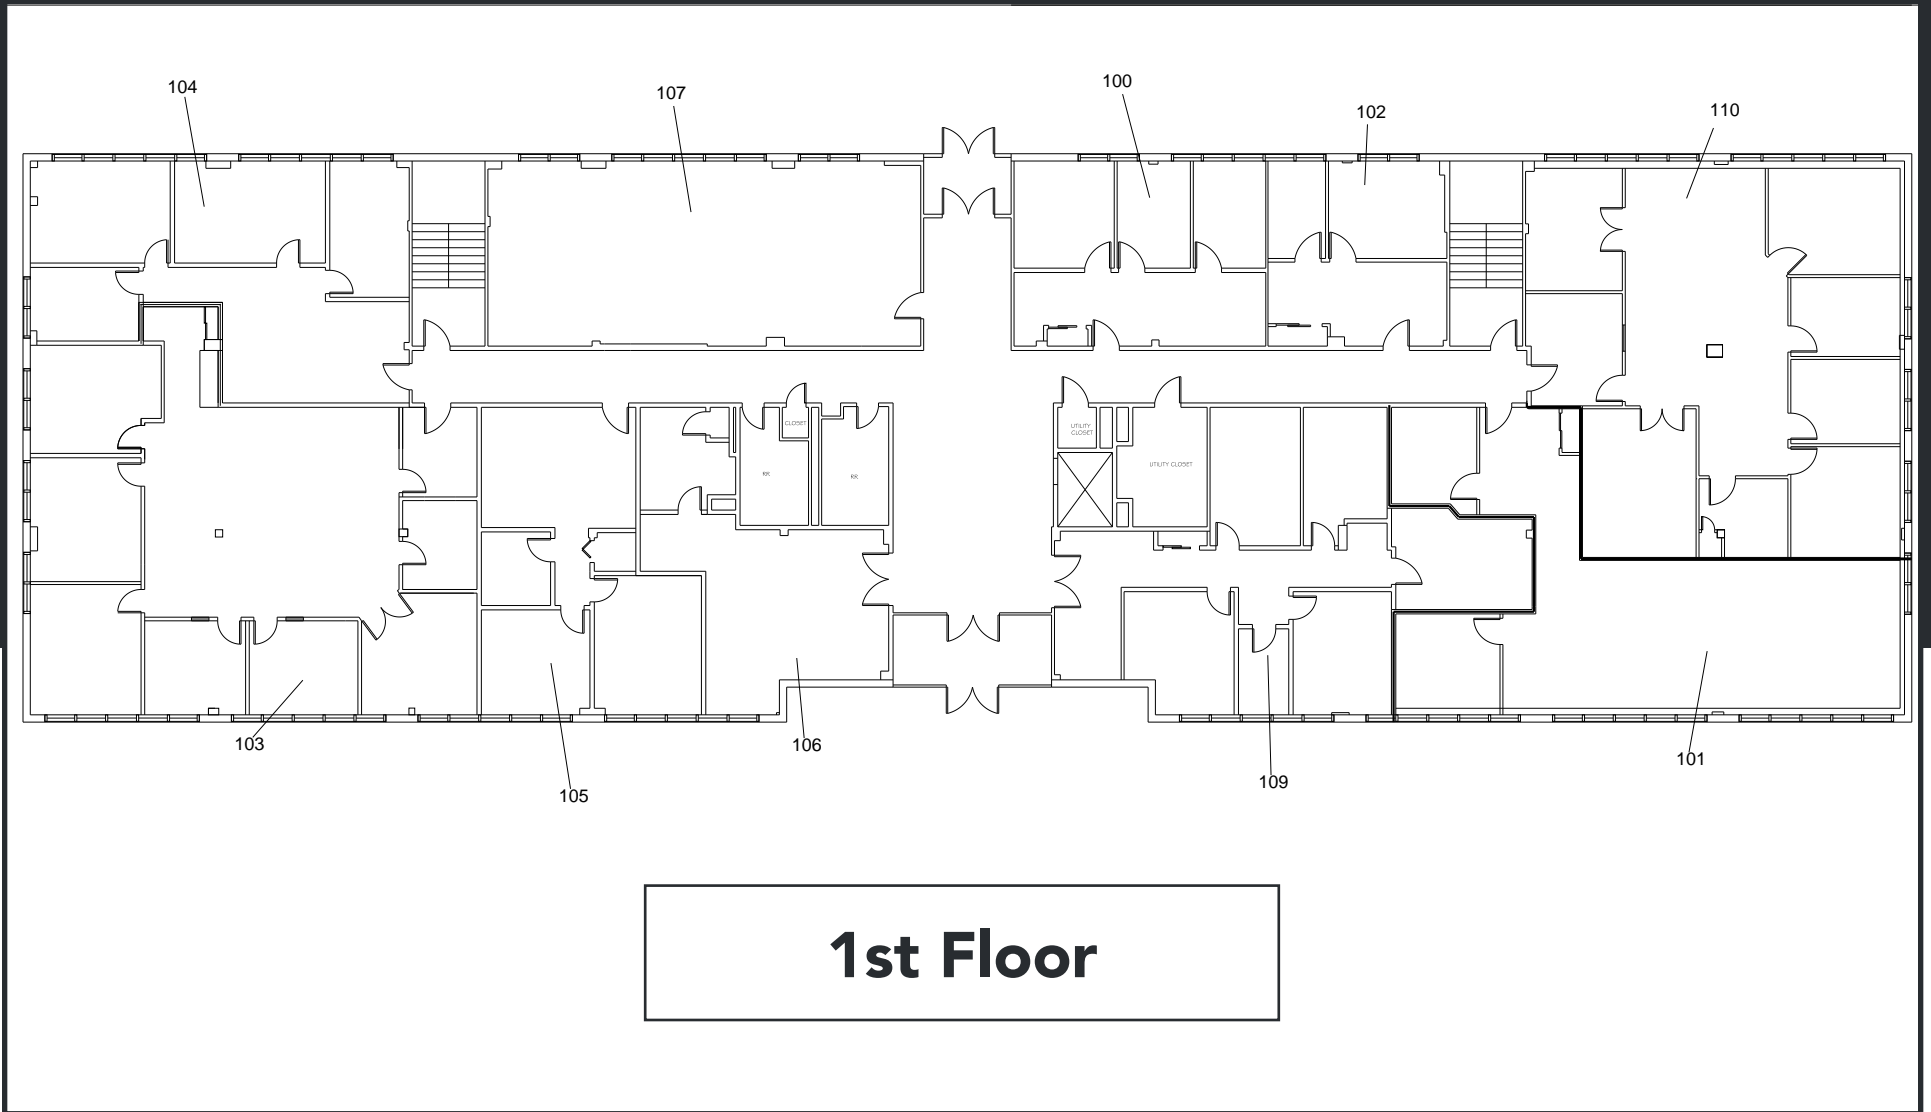 104
107
100
102
110
CLOSET
RR
RR
UTILITY
CLOSET
UTILITY CLOSET
103
105
106
109
101
1st Floor